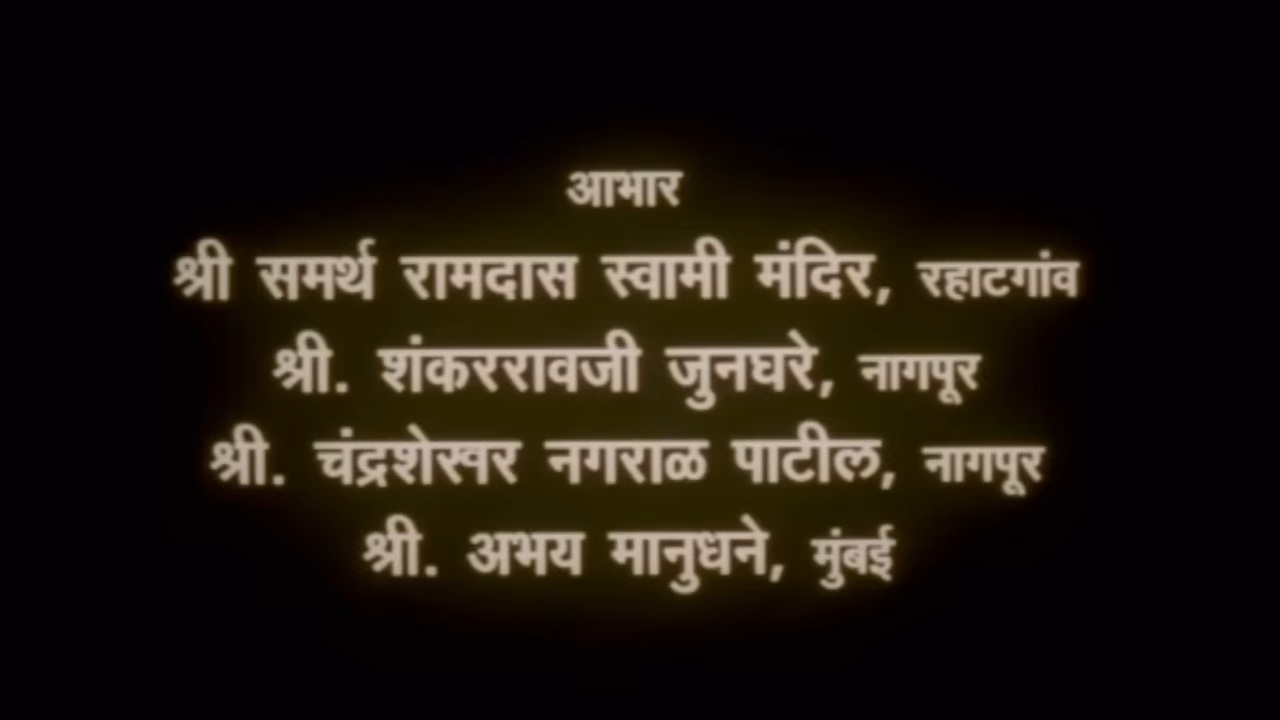 आभार
श्री समर्थ रामदास स्वामी मंदिर, रहाटगांव
श्री. शंकररावजी जुनघरे, नागपूर
श्री. चंद्रशेखर नगराळ पाटील, नागपूर
श्री. अभय मानुधने, मुंबई